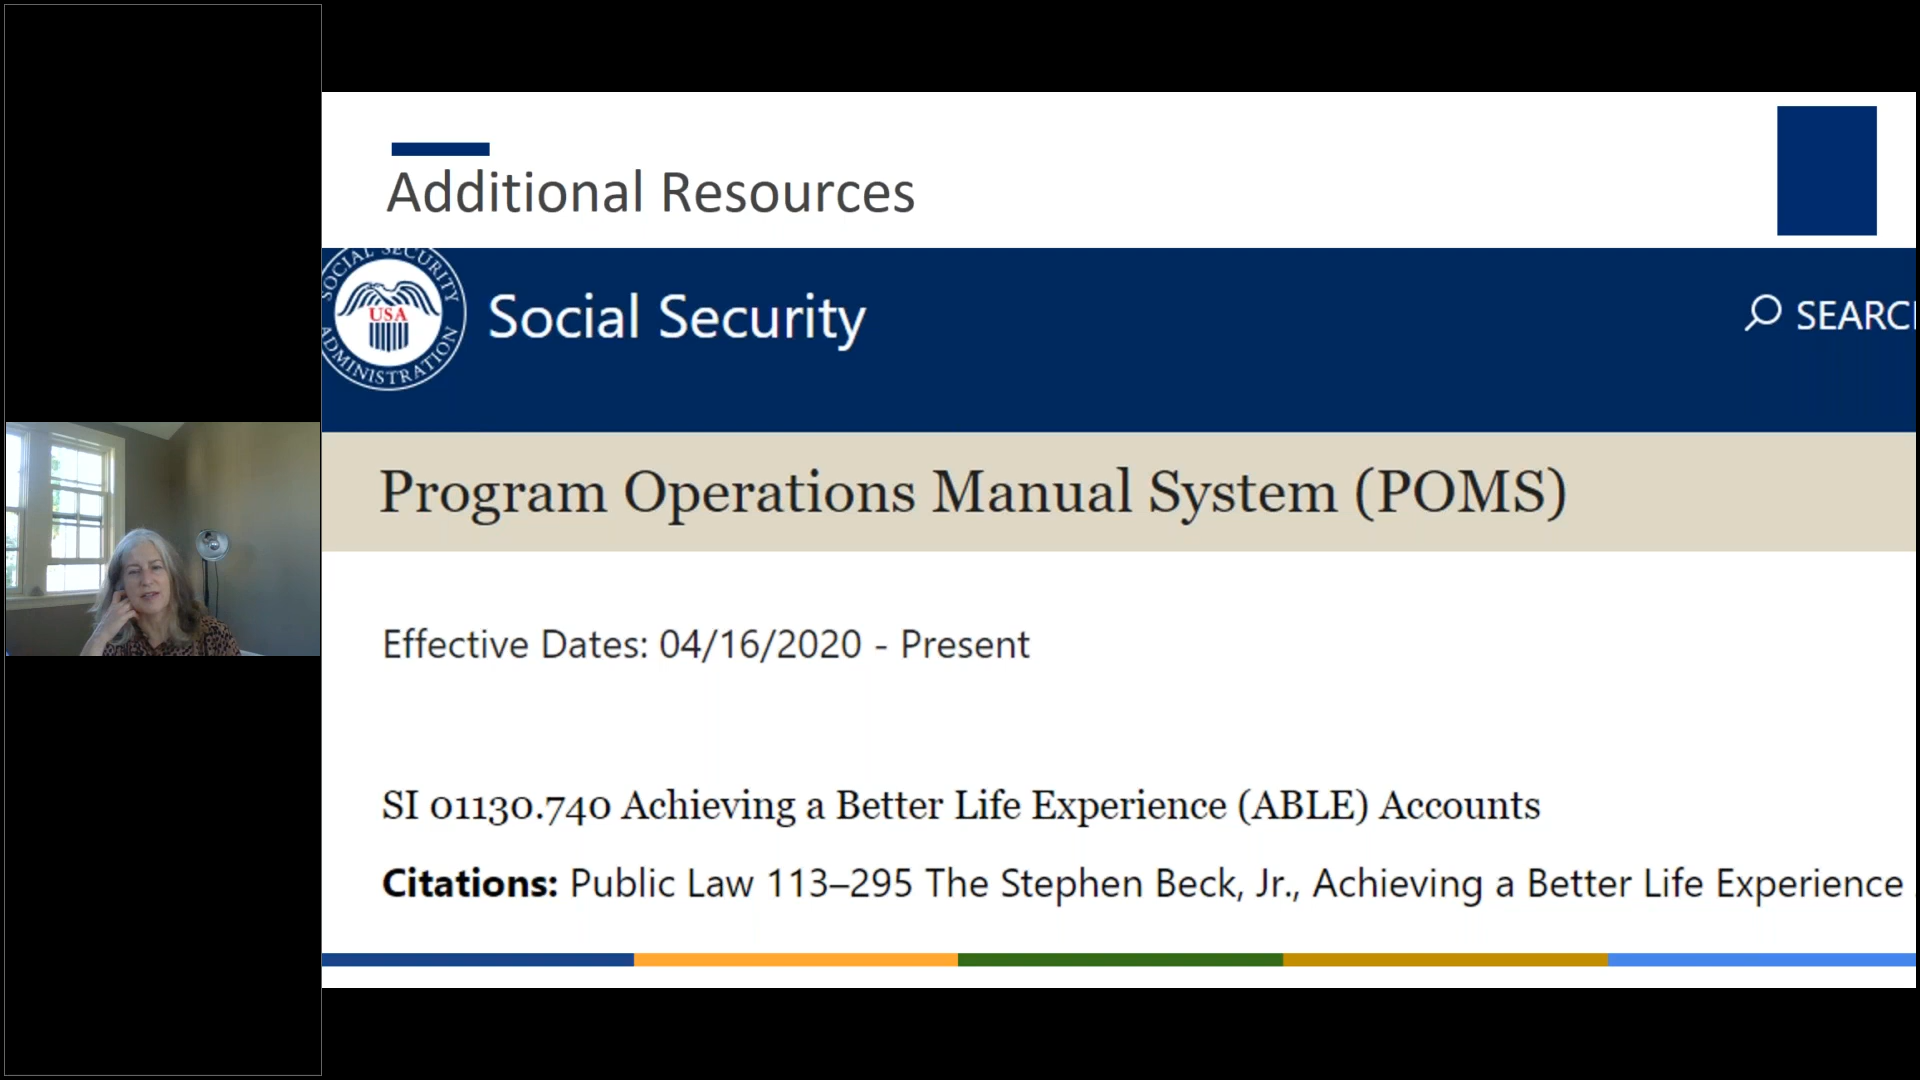 Additional Resources
SOCIAL SECURITY
USA
ADMINISTRATION
Social Security
SEARCH
Program Operations Manual System (POMS)
Effective Dates: 04/16/2020 - Present
SI 01130.740 Achieving a Better Life Experience (ABLE) Accounts
Citations: Public Law 113–295 The Stephen Beck, Jr., Achieving a Better Life Experience